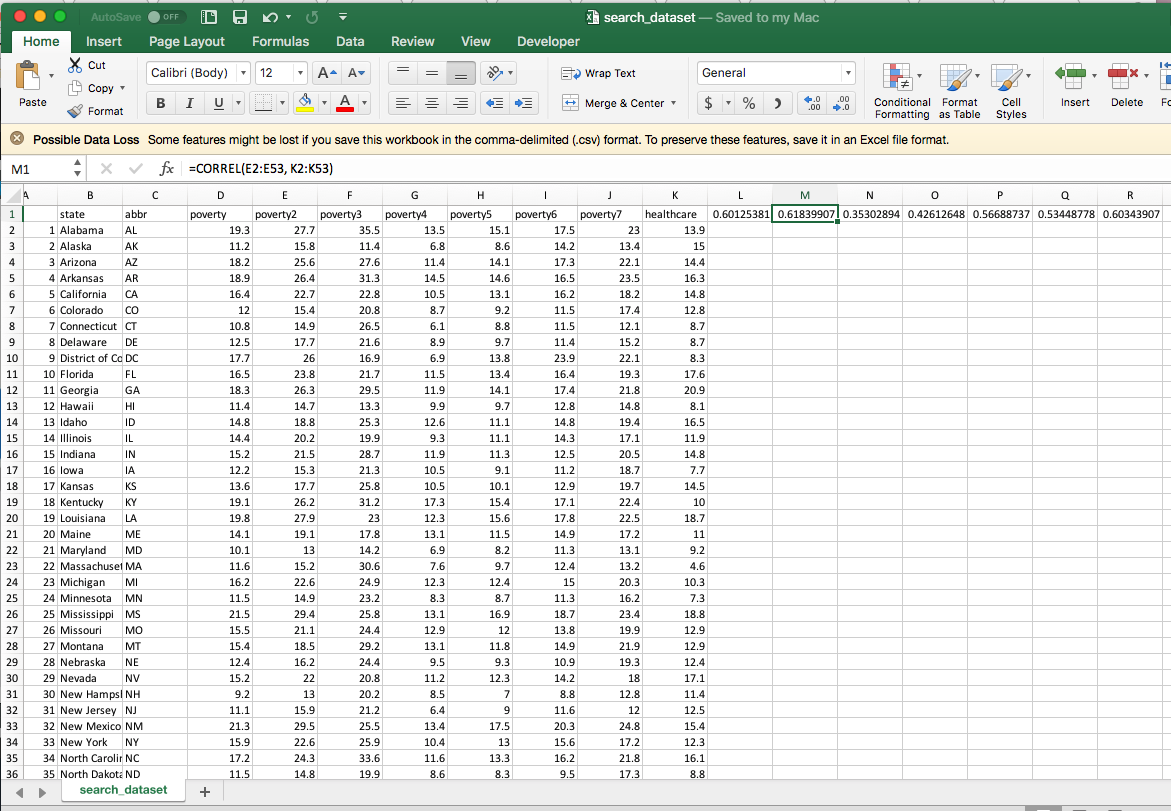 AutoSave OFF search_dataset — Saved to my Mac
Home Insert Page Layout Formulas Data Review View Developer
Paste Cut Copy Format
Calibri (Body) 12 A A
B I U A
Wrap Text
Merge & Center
General
$ % )
.0 .00
.00 .0
Conditional Formatting
Format as Table
Cell Styles
Insert Delete Fo
Possible Data Loss Some features might be lost if you save this workbook in the comma-delimited (.csv) format. To preserve these features, save it in an Excel file format.
M1 fx =CORREL(E2:E53, K2:K53)
A B C D E F G H I J K L M N O P Q R
1 state abbr poverty poverty2 poverty3 poverty4 poverty5 poverty6 poverty7 healthcare 0.60125381 0.61839907 0.35302894 0.42612648 0.56688737 0.53448778 0.60343907
2 1 Alabama AL 19.3 27.7 35.5 13.5 15.1 17.5 23 13.9
3 2 Alaska AK 11.2 15.8 11.4 6.8 8.6 14.2 13.4 15
4 3 Arizona AZ 18.2 25.6 27.6 11.4 14.1 17.3 22.1 14.4
5 4 Arkansas AR 18.9 26.4 31.3 14.5 14.6 16.5 23.5 16.3
6 5 California CA 16.4 22.7 22.8 10.5 13.1 16.2 18.2 14.8
7 6 Colorado CO 12 15.4 20.8 8.7 9.2 11.5 17.4 12.8
8 7 Connecticut CT 10.8 14.9 26.5 6.1 8.8 11.5 12.1 8.7
9 8 Delaware DE 12.5 17.7 21.6 8.9 9.7 11.4 15.2 8.7
10 9 District of Co DC 17.7 26 16.9 6.9 13.8 23.9 22.1 8.3
11 10 Florida FL 16.5 23.8 21.7 11.5 13.4 16.4 19.3 17.6
12 11 Georgia GA 18.3 26.3 29.5 11.9 14.1 17.4 21.8 20.9
13 12 Hawaii HI 11.4 14.7 13.3 9.9 9.7 12.8 14.8 8.1
14 13 Idaho ID 14.8 18.8 25.3 12.6 11.1 14.8 19.4 16.5
15 14 Illinois IL 14.4 20.2 19.9 9.3 11.1 14.3 17.1 11.9
16 15 Indiana IN 15.2 21.5 28.7 11.9 11.3 12.5 20.5 14.8
17 16 Iowa IA 12.2 15.3 21.3 10.5 9.1 11.2 18.7 7.7
18 17 Kansas KS 13.6 17.7 25.8 10.5 10.1 12.9 19.7 14.5
19 18 Kentucky KY 19.1 26.2 31.2 17.3 15.4 17.1 22.4 10
20 19 Louisiana LA 19.8 27.9 23 12.3 15.6 17.8 22.5 18.7
21 20 Maine ME 14.1 19.1 17.8 13.1 11.5 14.9 17.2 11
22 21 Maryland MD 10.1 13 14.2 6.9 8.2 11.3 13.1 9.2
23 22 Massachuset MA 11.6 15.2 30.6 7.6 9.7 12.4 13.2 4.6
24 23 Michigan MI 16.2 22.6 24.9 12.3 12.4 15 20.3 10.3
25 24 Minnesota MN 11.5 14.9 23.2 8.3 8.7 11.3 16.2 7.3
26 25 Mississippi MS 21.5 29.4 25.8 13.1 16.9 18.7 23.4 18.8
27 26 Missouri MO 15.5 21.1 24.4 12.9 12 13.8 19.9 12.9
28 27 Montana MT 15.4 18.5 29.2 13.1 11.8 14.9 21.9 12.9
29 28 Nebraska NE 12.4 16.2 24.4 9.5 9.3 10.9 19.3 12.4
30 29 Nevada NV 15.2 22 20.8 11.2 12.3 14.2 18 17.1
31 30 New Hampsl NH 9.2 13 20.2 8.5 7 8.8 12.8 11.4
32 31 New Jersey NJ 11.1 15.9 21.2 6.4 9 11.6 12 12.5
33 32 New Mexico NM 21.3 29.5 25.5 13.4 17.5 20.3 24.8 15.4
34 33 New York NY 15.9 22.6 25.9 10.4 13 15.6 17.2 12.3
35 34 North Carolir NC 17.2 24.3 33.6 11.6 13.3 16.2 21.8 16.1
36 35 North Dakota ND 11.5 14.8 19.9 8.6 8.3 9.5 17.3 8.8
search_dataset +